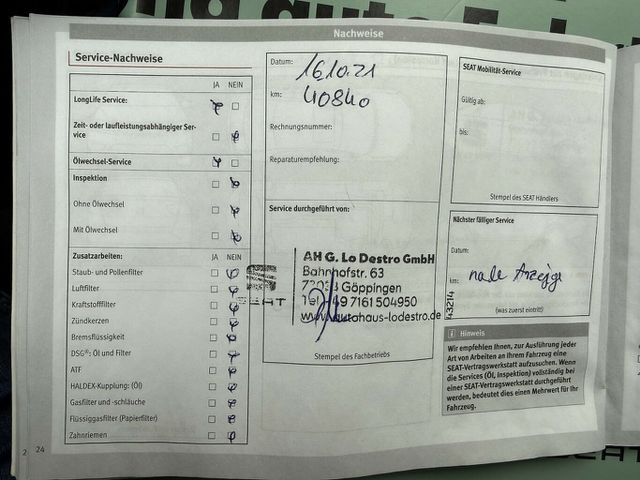 Nachweise
Service-Nachweise
JA NEIN
LongLife Service:
Zeit- oder laufleistungsabhängiger Ser-
vice
Ölwechsel-Service
Inspektion
Ohne Ölwechsel
Mit Ölwechsel
Zusatzarbeiten: JA NEIN
Staub- und Pollenfilter
Luftfilter
Kraftstofffilter
Zündkerzen
Bremsflüssigkeit
DSG®: Öl und Filter
ATF
HALDEX-Kupplung: (Öl)
Gasfilter und -schläuche
Flüssiggasfilter (Papierfilter)
Zahnriemen
24
Datum: 16.10.21
km: 40840
Rechnungsnummer:
Reparaturempfehlung:
Service durchgeführt von:
AH G. Lo Destro GmbH
Bahnhofstr. 63
Göppingen
7161 504950
www.autohaus-lodestro.de
43214
SEAT
Stempel des Fachbetriebs
SEAT Mobilität-Service
Gültig ab:
bis:
Stempel des SEAT Händlers
Nächster fälliger Service
Datum:
km: nach Anzeige
(was zuerst eintritt)
Hinweis
Wir empfehlen Ihnen, zur Ausführung jeder
Art von Arbeiten an Ihrem Fahrzeug eine
SEAT-Vertragswerkstatt aufzusuchen. Wenn
die Services (Öl, Inspektion) vollständig bei
einer SEAT-Vertragswerkstatt durchgeführt
werden, bedeutet dies einen Mehrwert für Ihr
Fahrzeug.